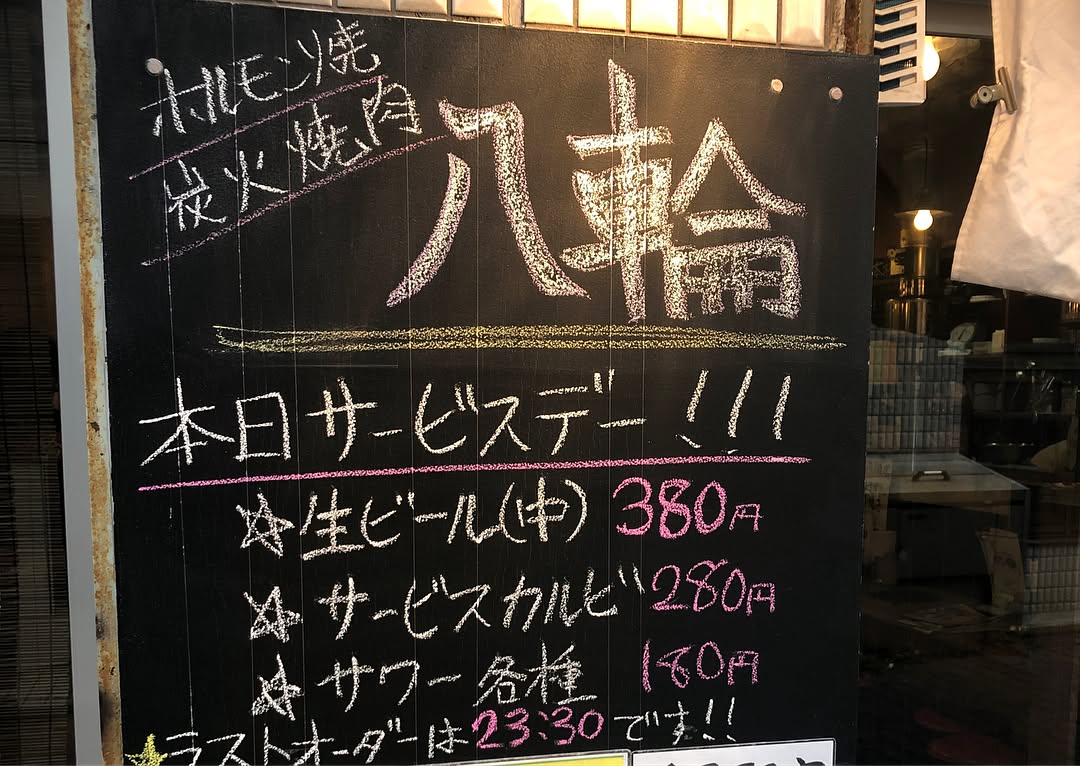 ホルモン焼
炭火焼肉
八輪
本日サービスデー!!!
☆生ビール(中) 380円
☆サービスカルビ 280円
☆サワー各種 180円
★ラストオーダーは23:30です!!